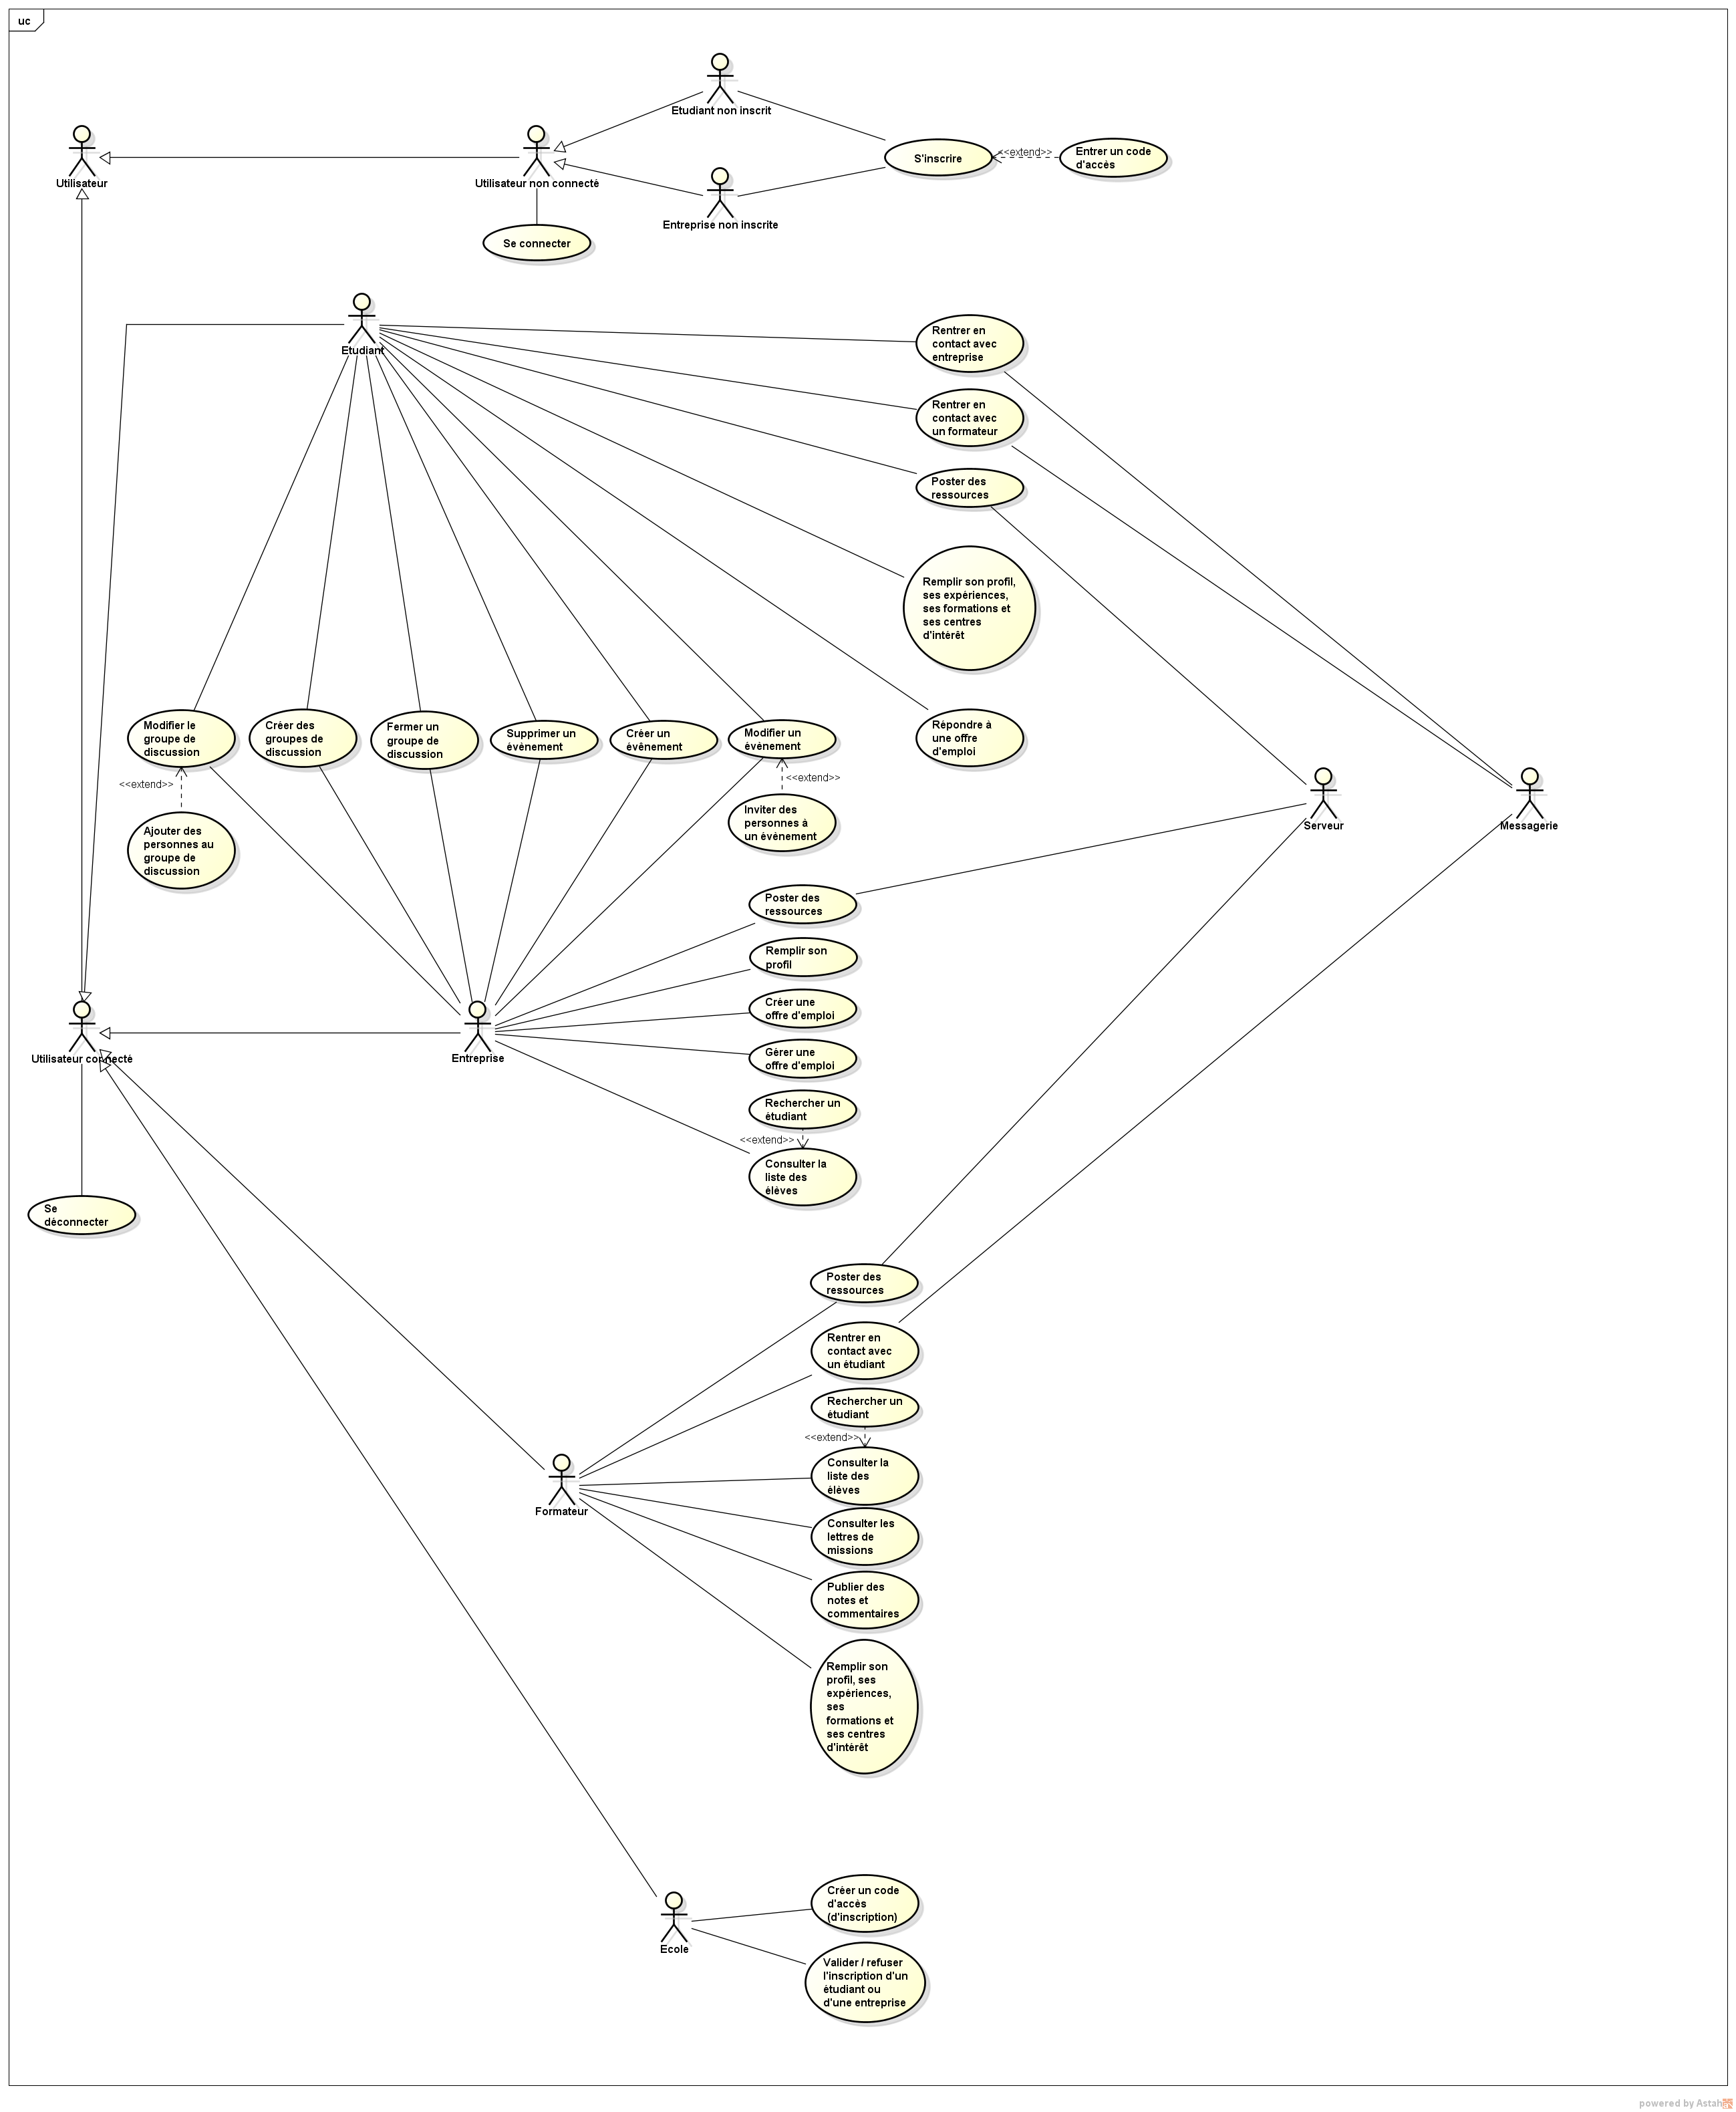 uc
Etudiant non inscrit
Utilisateur
Utilisateur non connecté
S'inscrire
<<extend>>
Entrer un code
d'accès
Entreprise non inscrite
Se connecter
Etudiant
Rentrer en
contact avec
entreprise
Rentrer en
contact avec
un formateur
Poster des
ressources
Remplir son profil,
ses expériences,
ses formations et
ses centres
d'intérêt
Modifier le
groupe de
discussion
Créer des
groupes de
discussion
Fermer un
groupe de
discussion
Supprimer un
événement
Créer un
événement
Modifier un
événement
Répondre à
une offre
d'emploi
<<extend>>
<<extend>>
Ajouter des
personnes au
groupe de
discussion
Inviter des
personnes à
un événement
Serveur
Messagerie
Poster des
ressources
Remplir son
profil
Créer une
offre d'emploi
Gérer une
offre d'emploi
Utilisateur connecté
Entreprise
Rechercher un
étudiant
<<extend>>
Consulter la
liste des
élèves
Se
déconnecter
Poster des
ressources
Rentrer en
contact avec
un étudiant
Rechercher un
étudiant
<<extend>>
Consulter la
liste des
élèves
Formateur
Consulter les
lettres de
missions
Publier des
notes et
commentaires
Remplir son
profil, ses
expériences,
ses
formations et
ses centres
d'intérêt
Créer un code
d'accès
(d'inscription)
Ecole
Valider / refuser
l'inscription d'un
étudiant ou
d'une entreprise
powered by Astah